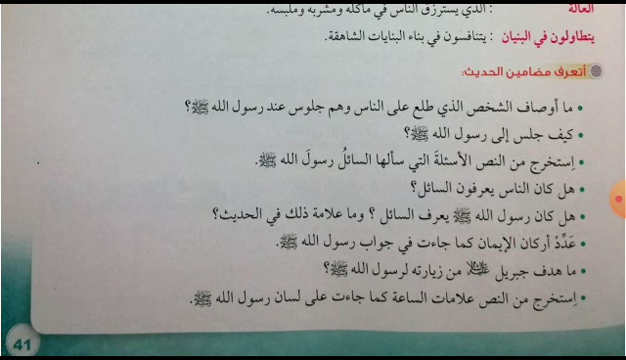 العالة : الذي يسترزق الناس في مأكله ومشربه وملبسه.
يتطاولون في البنيان : يتنافسون في بناء البنايات الشاهقة.
أتعرف مضامين الحديث:
• ما أوصاف الشخص الذي طلع على الناس وهم جلوس عند رسول الله ﷺ؟
• كيف جلس إلى رسول الله ﷺ؟
• إستخرج من النص الأسئلةَ التي سألها السائلُ رسولَ الله ﷺ.
• هل كان الناس يعرفون السائل؟
• هل كان رسول الله ﷺ يعرف السائل ؟ وما علامة ذلك في الحديث؟
• عَدِّدْ أركان الإيمان كما جاءت في جواب رسول الله ﷺ.
• ما هدف جبريل عليه السلام من زيارته لرسول الله ﷺ؟
• إستخرج من النص علامات الساعة كما جاءت على لسان رسول الله ﷺ.
41